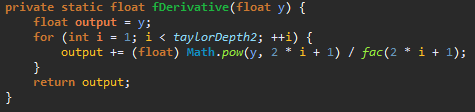 private static float fDerivative(float y) {
    float output = y;
    for (int i = 1; i < taylorDepth2; ++i) {
        output += (float) Math.pow(y, 2 * i + 1) / fac(2 * i + 1);
    }
    return output;
}